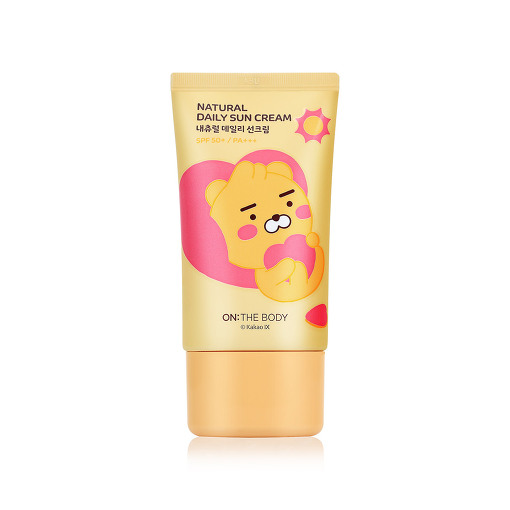 NATURAL
DAILY SUN CREAM
내츄럴 데일리 선크림
SPF 50+ / PA+++
ON:THE BODY
© Kakao IX